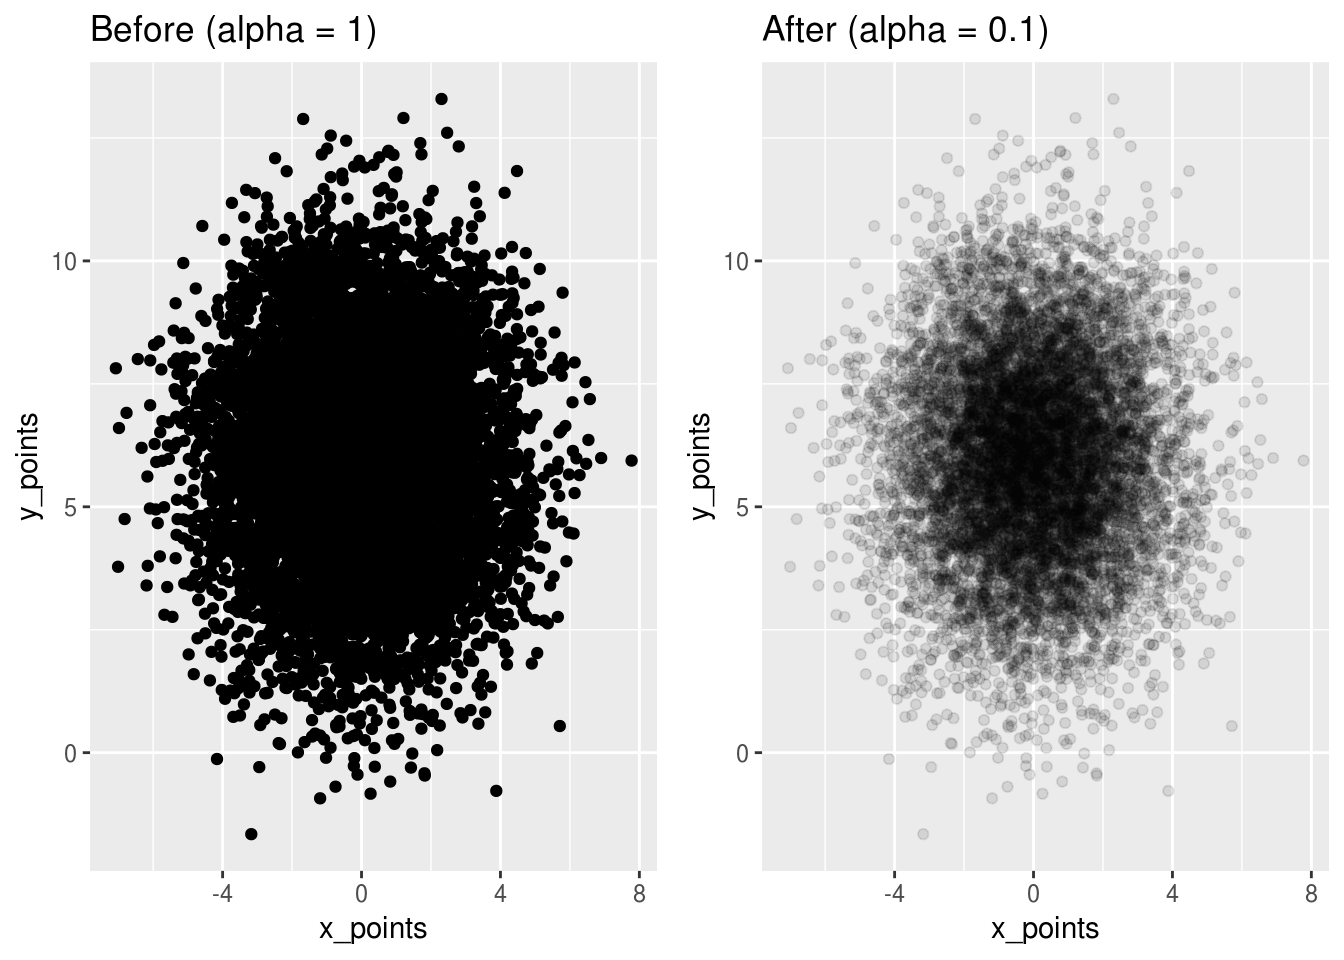 Before (alpha = 1)
y_points
10
5
0
-4 0 4 8
x_points
After (alpha = 0.1)
y_points
10
5
0
-4 0 4 8
x_points